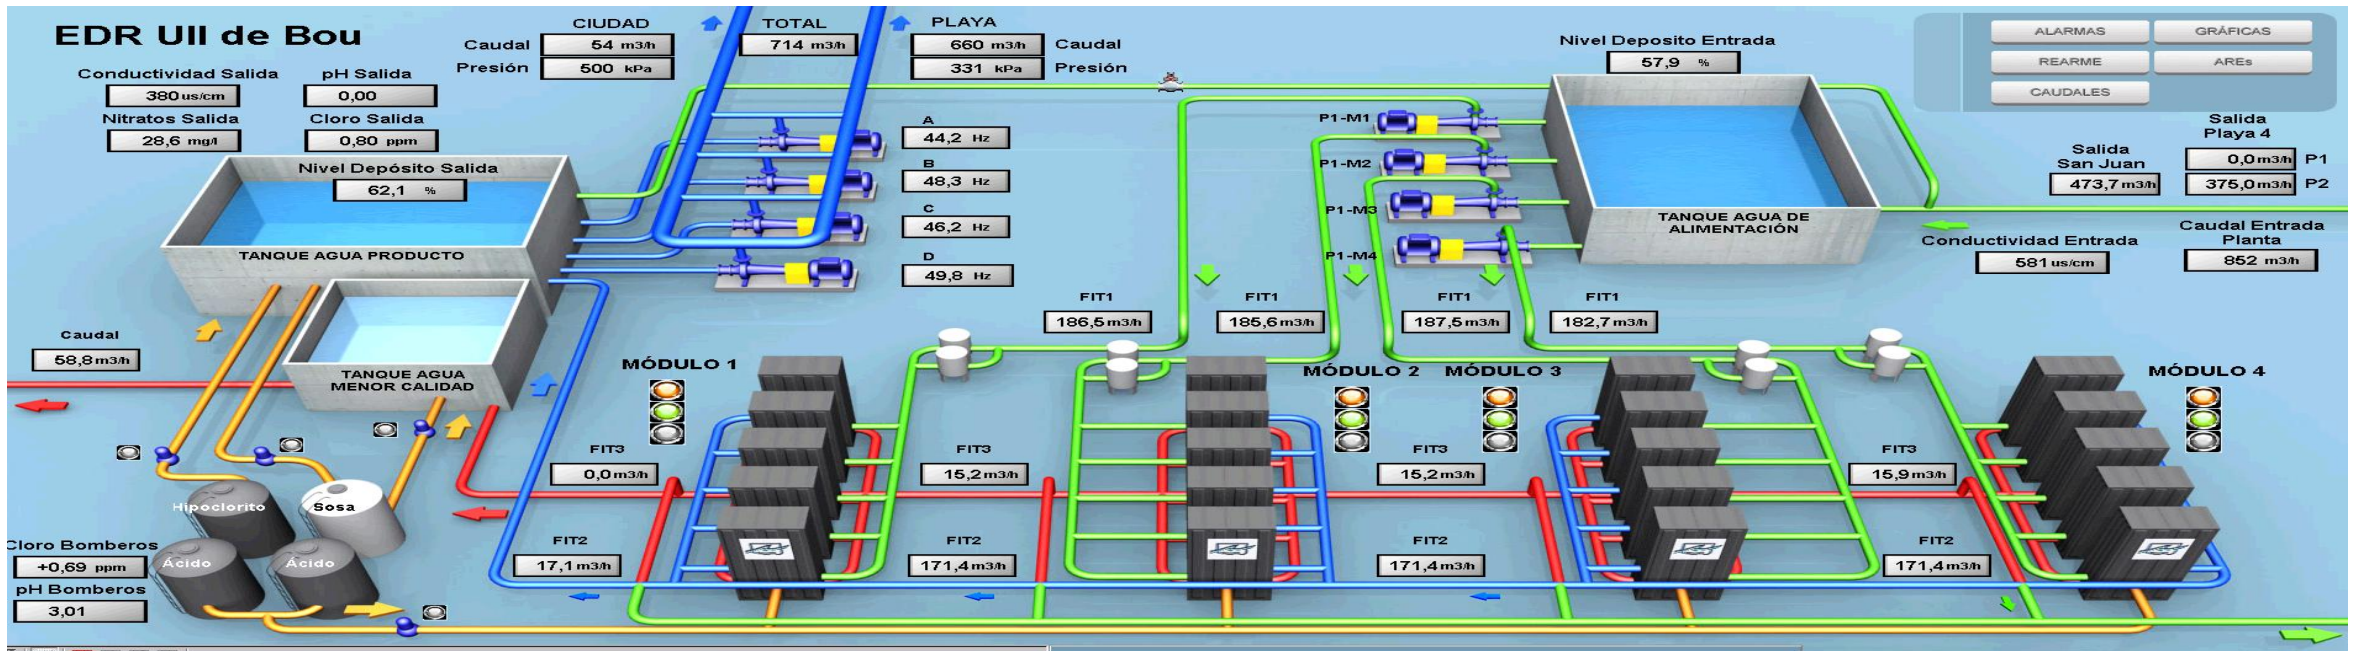 EDR Ull de Bou
CIUDAD
TOTAL
PLAYA
Caudal 54 m3/h
714 m3/h
660 m3/h Caudal
Presión 500 kPa
331 kPa Presión
Conductividad Salida
380 us/cm
pH Salida
0,00
Nitratos Salida
28,6 mg/l
Cloro Salida
0,80 ppm
Nivel Depósito Salida
62,1 %
TANQUE AGUA PRODUCTO
A
44,2 Hz
B
48,3 Hz
C
46,2 Hz
D
49,8 Hz
Nivel Deposito Entrada
57,9 %
P1-M1
P1-M2
P1-M3
P1-M4
TANQUE AGUA DE
ALIMENTACIÓN
ALARMAS
GRÁFICAS
REARME
AREs
CAUDALES
Salida
San Juan
473,7 m3/h
Salida
Playa 4
0,0 m3/h P1
375,0 m3/h P2
Conductividad Entrada
581 us/cm
Caudal Entrada
Planta
852 m3/h
Caudal
58,8 m3/h
TANQUE AGUA
MENOR CALIDAD
FIT1
186,5 m3/h
FIT1
185,6 m3/h
FIT1
187,5 m3/h
FIT1
182,7 m3/h
MÓDULO 1
MÓDULO 2
MÓDULO 3
MÓDULO 4
FIT3
0,0 m3/h
FIT3
15,2 m3/h
FIT3
15,2 m3/h
FIT3
15,9 m3/h
FIT2
17,1 m3/h
FIT2
171,4 m3/h
FIT2
171,4 m3/h
FIT2
171,4 m3/h
Hipoclorito
Sosa
Ácido
Ácido
Cloro Bomberos
+0,69 ppm
pH Bomberos
3,01